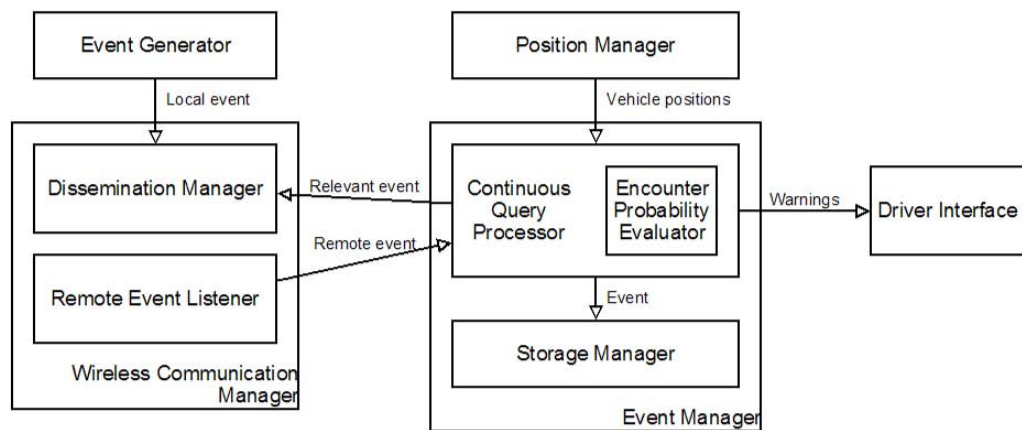 Event Generator
Position Manager
Local event
Vehicle positions
Dissemination Manager
Relevant event
Continuous
Query
Processor
Encounter
Probability
Evaluator
Warnings
Driver Interface
Remote event
Remote Event Listener
Event
Storage Manager
Wireless Communication
Manager
Event Manager